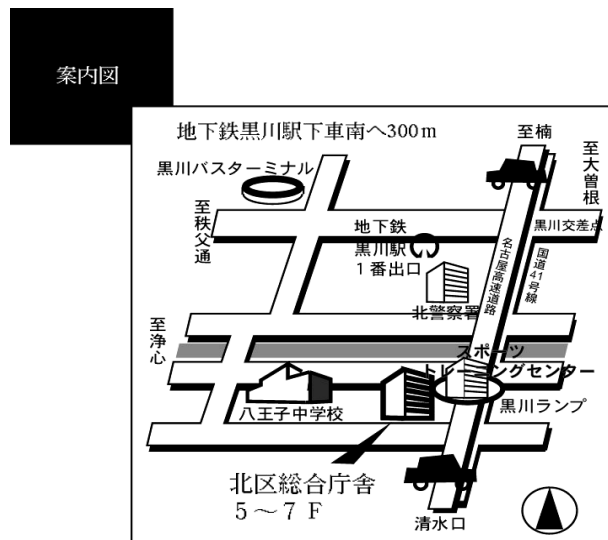 案内図
地下鉄黒川駅下車南へ300m
至楠
至大曽根
黒川バスターミナル
至秩父通
地下鉄
黒川駅
1番出口
黒川交差点
名古屋高速道路
国道41号線
北警察署
至浄心
スポーツ
トレーニングセンター
八王子中学校
黒川ランプ
北区総合庁舎
5～7 F
清水口